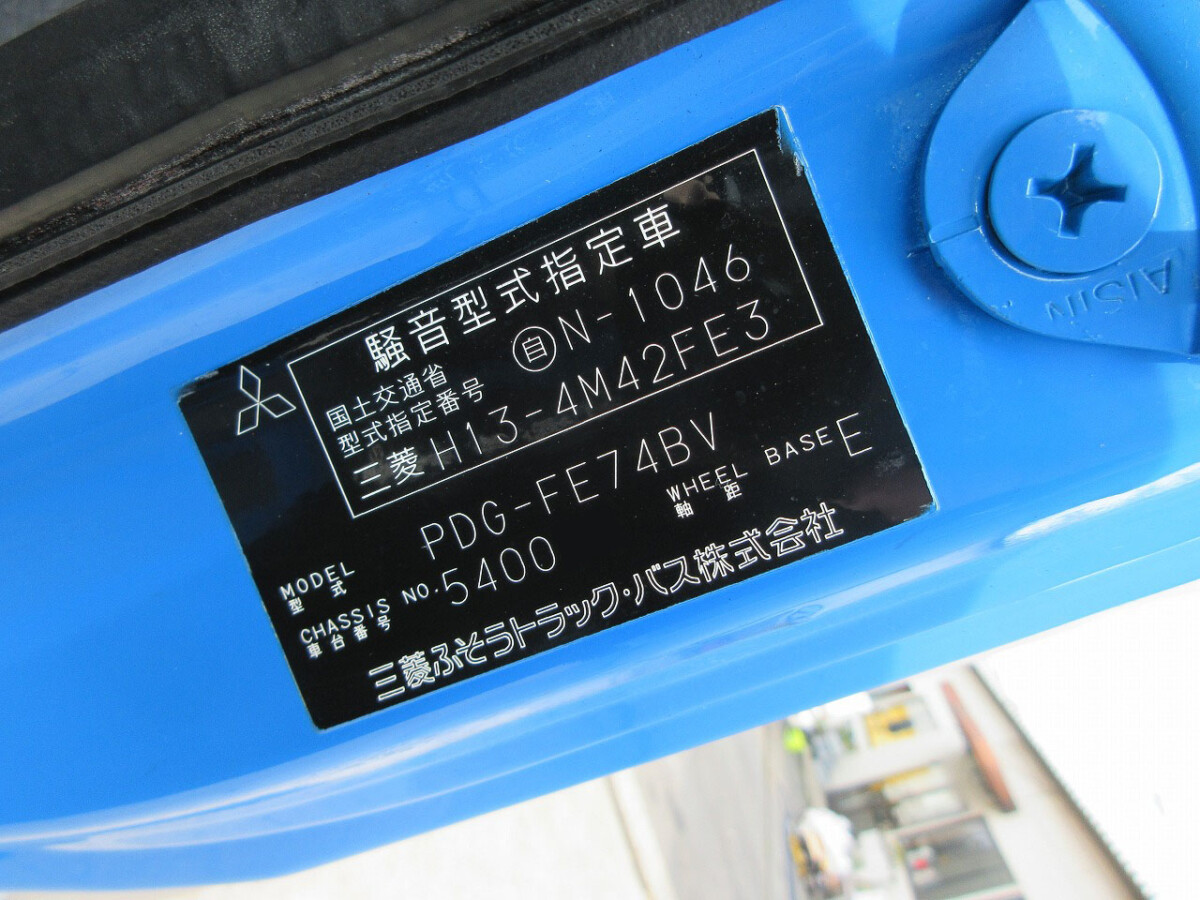 騒音型式指定車
国土交通省
型式指定番号
自N-1046
三菱 H13-4M42FE3
MODEL
型式
PDG-FE74BV
WHEEL BASE
軸距
E
CHASSIS NO.
車台番号
5400
三菱ふそうトラック・バス株式会社
AISIN